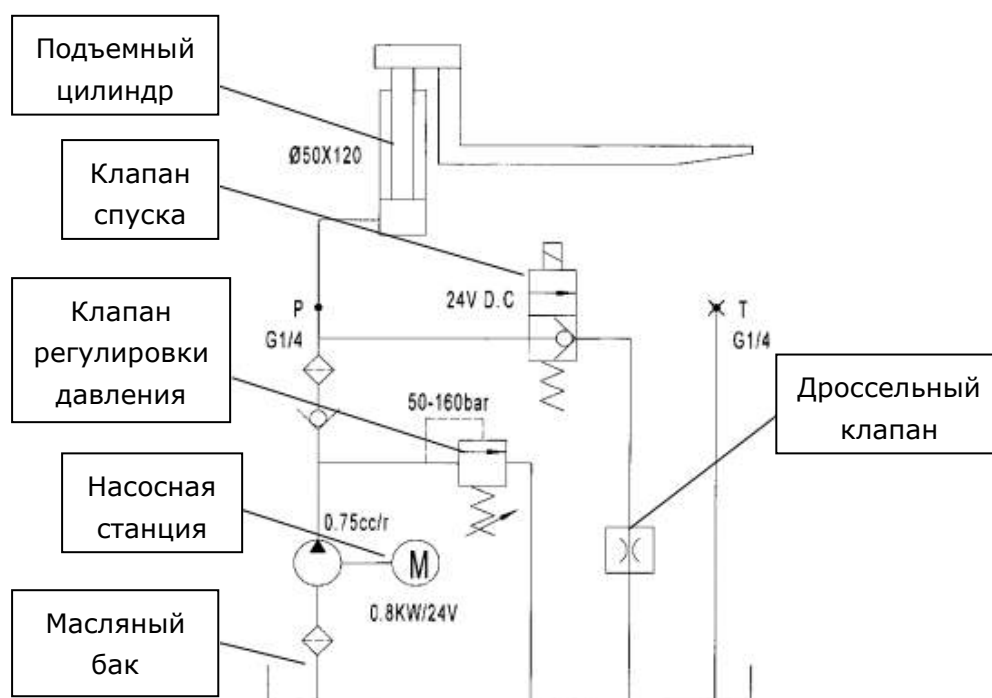 Подъемный
цилиндр
Ø50X120
Клапан
спуска
24V D.C
P
G1/4
T
G1/4
Клапан
регулировки
давления
50-160bar
Дроссельный
клапан
Насосная
станция
0.75cc/r
M
0.8KW/24V
Масляный
бак